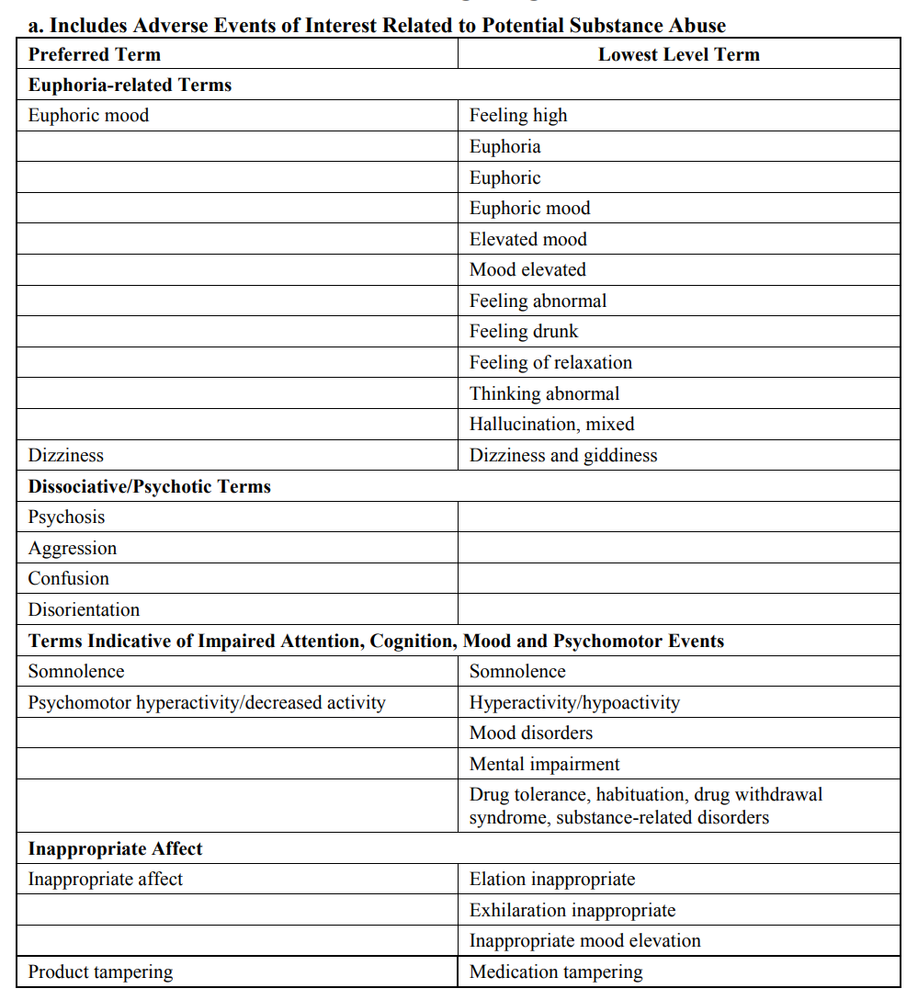 a. Includes Adverse Events of Interest Related to Potential Substance Abuse
Preferred Term Lowest Level Term
Euphoria-related Terms
Euphoric mood Feeling high
Euphoria
Euphoric
Euphoric mood
Elevated mood
Mood elevated
Feeling abnormal
Feeling drunk
Feeling of relaxation
Thinking abnormal
Hallucination, mixed
Dizziness Dizziness and giddiness
Dissociative/Psychotic Terms
Psychosis
Aggression
Confusion
Disorientation
Terms Indicative of Impaired Attention, Cognition, Mood and Psychomotor Events
Somnolence Somnolence
Psychomotor hyperactivity/decreased activity Hyperactivity/hypoactivity
Mood disorders
Mental impairment
Drug tolerance, habituation, drug withdrawal
syndrome, substance-related disorders
Inappropriate Affect
Inappropriate affect Elation inappropriate
Exhilaration inappropriate
Inappropriate mood elevation
Product tampering Medication tampering